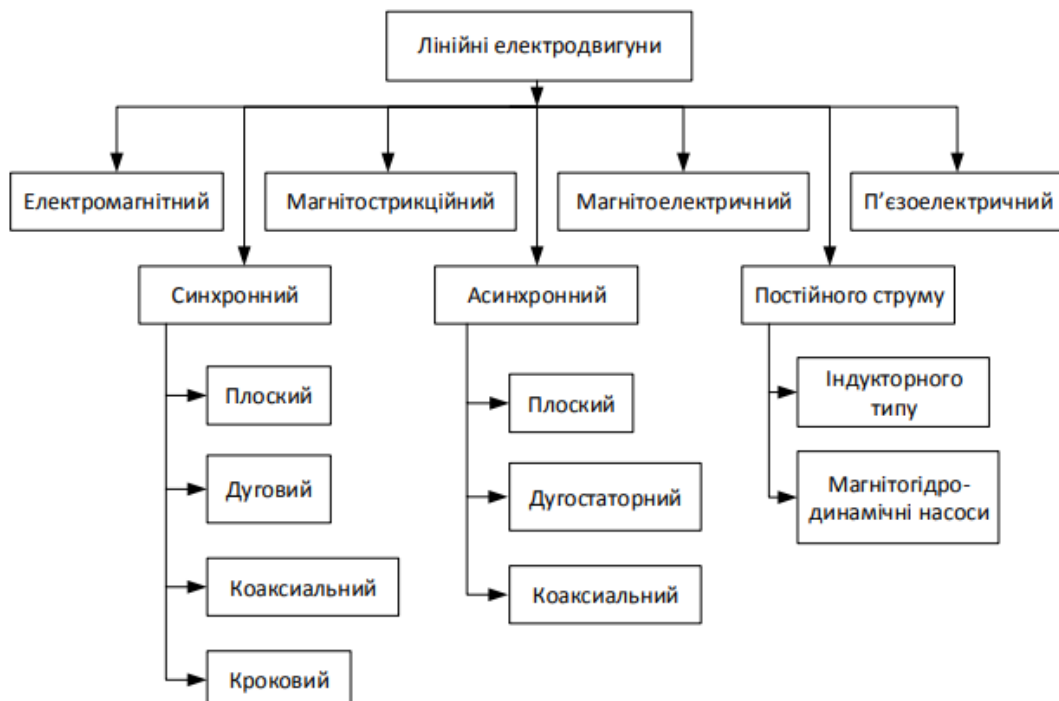 Лінійні електродвигуни
Електромагнітний
Магнітострикційний
Магнітоелектричний
П’єзоелектричний
Синхронний
Асинхронний
Постійного струму
Плоский
Дуговий
Коаксиальний
Кроковий
Плоский
Дугостаторний
Коаксиальний
Індукторного
типу
Магнітогідро-
динамічні насоси